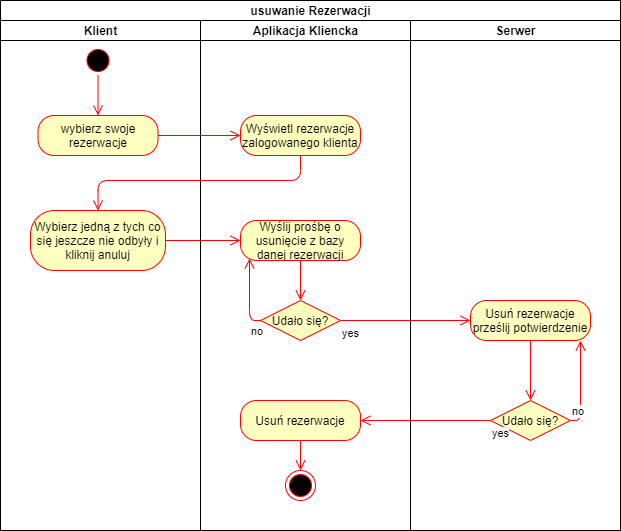 usuwanie Rezerwacji
Klient
Aplikacja Kliencka
Serwer
wybierz swoje
rezerwacje
Wyświetl rezerwacje
zalogowanego klienta
Wybierz jedną z tych co
się jeszcze nie odbyły i
kliknij anuluj
Wyślij prośbę o
usunięcie z bazy
danej rezerwacji
Udało się?
no
yes
Usuń rezerwacje
prześlij potwierdzenie
Udało się?
no
yes
Usuń rezerwacje